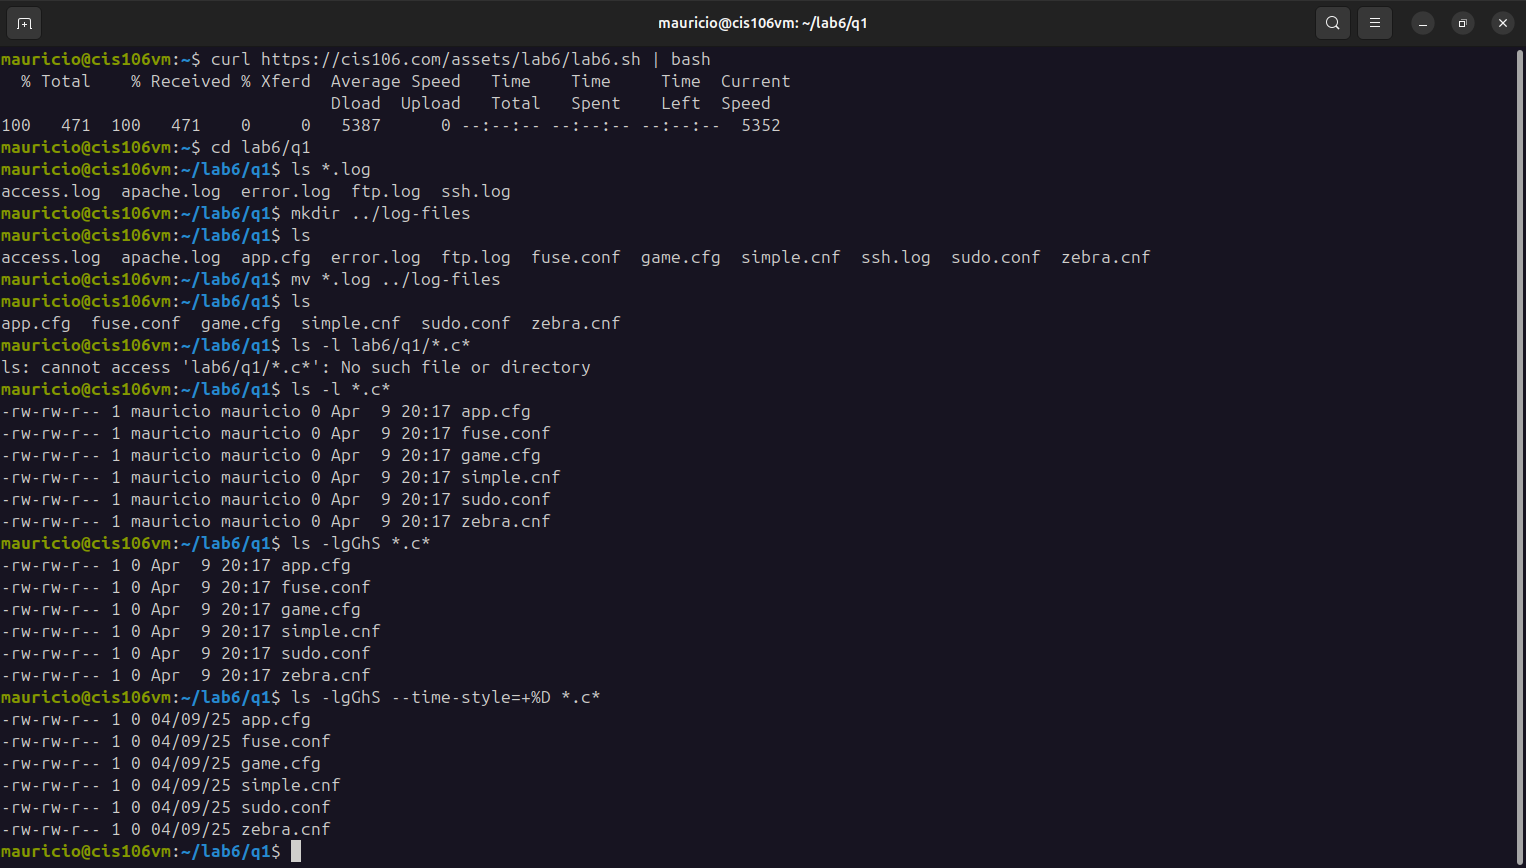 mauricio@cis106vm: ~/lab6/q1
mauricio@cis106vm:~$ curl https://cis106.com/assets/lab6/lab6.sh | bash
  % Total    % Received % Xferd  Average Speed   Time    Time     Time  Current
                                 Dload  Upload   Total   Spent    Left  Speed
100   471  100   471    0     0   5387      0 --:--:-- --:--:-- --:--:--  5352
mauricio@cis106vm:~$ cd lab6/q1
mauricio@cis106vm:~/lab6/q1$ ls *.log
access.log  apache.log  error.log  ftp.log  ssh.log
mauricio@cis106vm:~/lab6/q1$ mkdir ../log-files
mauricio@cis106vm:~/lab6/q1$ ls
access.log  apache.log  app.cfg  error.log  ftp.log  fuse.conf  game.cfg  simple.cnf  ssh.log  sudo.conf  zebra.cnf
mauricio@cis106vm:~/lab6/q1$ mv *.log ../log-files
mauricio@cis106vm:~/lab6/q1$ ls
app.cfg  fuse.conf  game.cfg  simple.cnf  sudo.conf  zebra.cnf
mauricio@cis106vm:~/lab6/q1$ ls -l lab6/q1/*.c*
ls: cannot access 'lab6/q1/*.c*': No such file or directory
mauricio@cis106vm:~/lab6/q1$ ls -l *.c*
-rw-rw-r-- 1 mauricio mauricio 0 Apr  9 20:17 app.cfg
-rw-rw-r-- 1 mauricio mauricio 0 Apr  9 20:17 fuse.conf
-rw-rw-r-- 1 mauricio mauricio 0 Apr  9 20:17 game.cfg
-rw-rw-r-- 1 mauricio mauricio 0 Apr  9 20:17 simple.cnf
-rw-rw-r-- 1 mauricio mauricio 0 Apr  9 20:17 sudo.conf
-rw-rw-r-- 1 mauricio mauricio 0 Apr  9 20:17 zebra.cnf
mauricio@cis106vm:~/lab6/q1$ ls -lgGhS *.c*
-rw-rw-r-- 1 0 Apr  9 20:17 app.cfg
-rw-rw-r-- 1 0 Apr  9 20:17 fuse.conf
-rw-rw-r-- 1 0 Apr  9 20:17 game.cfg
-rw-rw-r-- 1 0 Apr  9 20:17 simple.cnf
-rw-rw-r-- 1 0 Apr  9 20:17 sudo.conf
-rw-rw-r-- 1 0 Apr  9 20:17 zebra.cnf
mauricio@cis106vm:~/lab6/q1$ ls -lgGhS --time-style=+%D *.c*
-rw-rw-r-- 1 0 04/09/25 app.cfg
-rw-rw-r-- 1 0 04/09/25 fuse.conf
-rw-rw-r-- 1 0 04/09/25 game.cfg
-rw-rw-r-- 1 0 04/09/25 simple.cnf
-rw-rw-r-- 1 0 04/09/25 sudo.conf
-rw-rw-r-- 1 0 04/09/25 zebra.cnf
mauricio@cis106vm:~/lab6/q1$